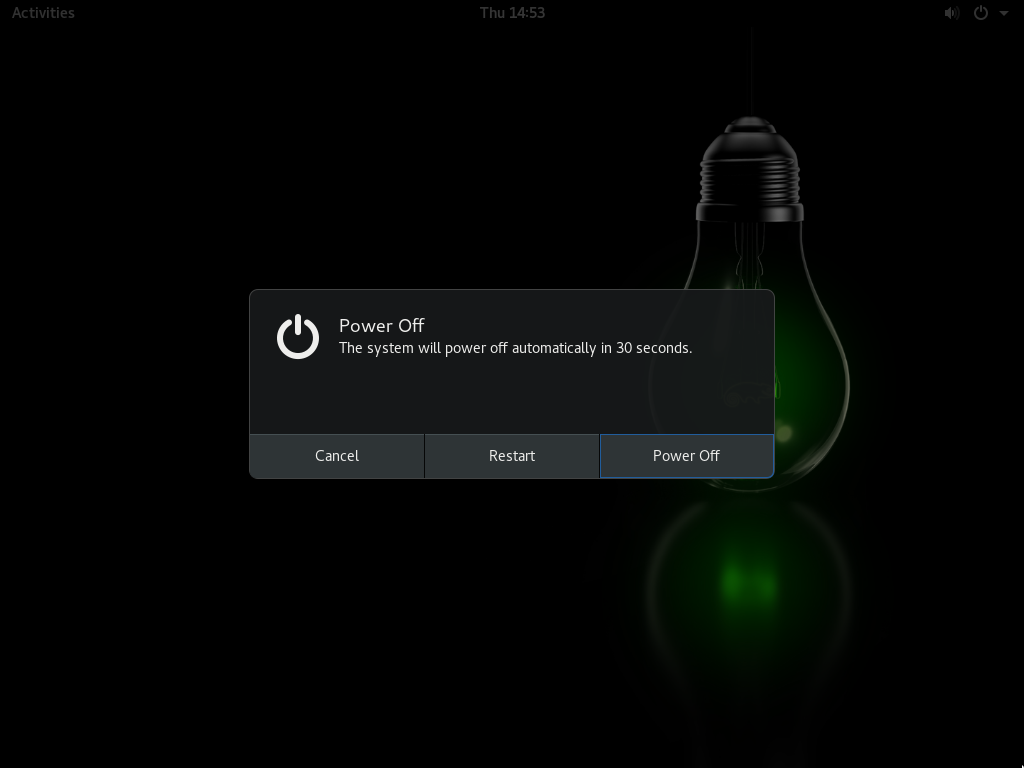 Activities
Thu 14:53
Power Off
The system will power off automatically in 30 seconds.
Cancel
Restart
Power Off